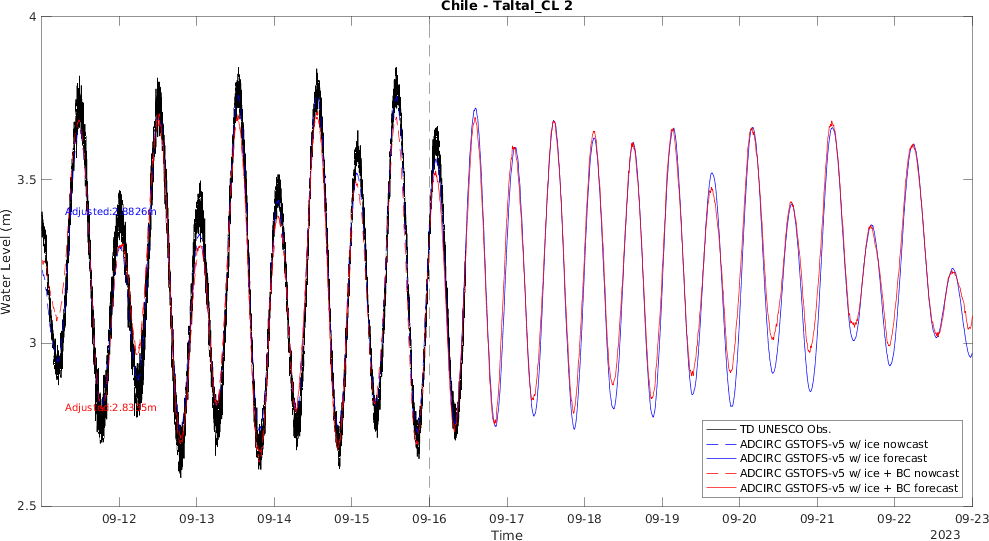 Chile - Taltal_CL 2
4
3.5
3
2.5
Water Level (m)
Adjusted:2.8826m
Adjusted:2.8305m
TD UNESCO Obs.
ADCIRC GSTOFS-v5 w/ ice nowcast
ADCIRC GSTOFS-v5 w/ ice forecast
ADCIRC GSTOFS-v5 w/ ice + BC nowcast
ADCIRC GSTOFS-v5 w/ ice + BC forecast
09-12 09-13 09-14 09-15 09-16 09-17 09-18 09-19 09-20 09-21 09-22 09-23
Time
2023